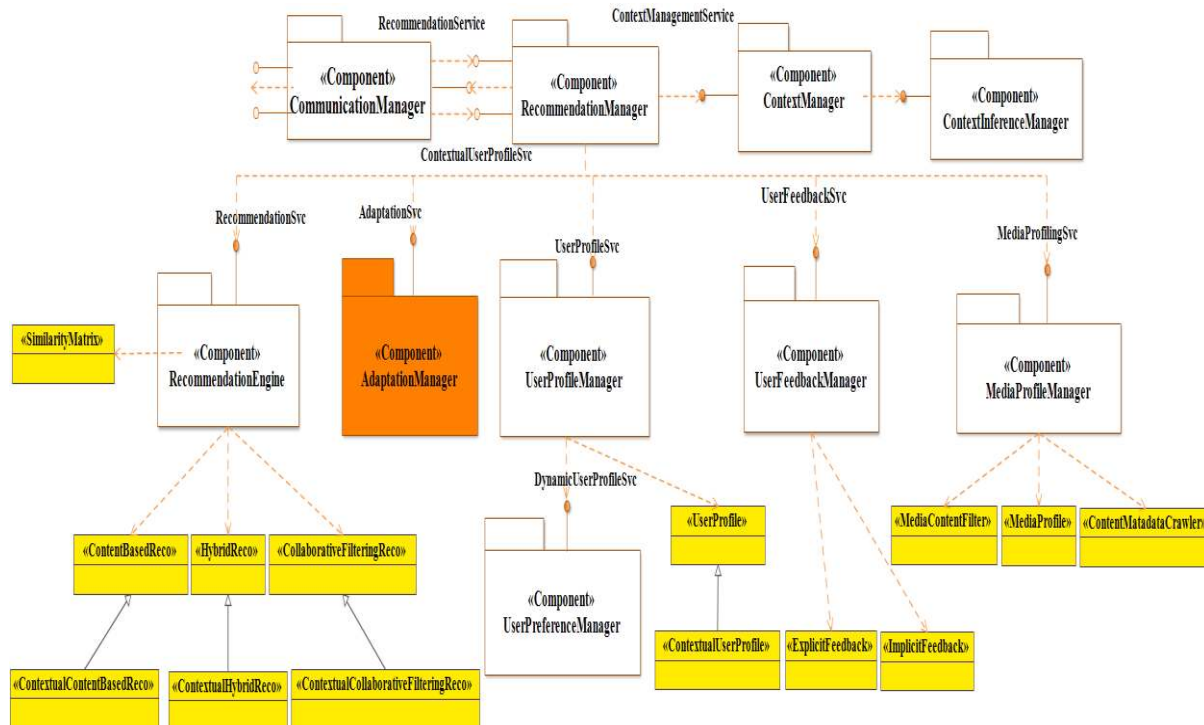 RecommendationService
ContextManagementService
«Component»
CommunicationManager
«Component»
RecommendationManager
«Component»
ContextManager
«Component»
ContextInferenceManager
ContextualUserProfileSvc
RecommendationSvc
AdaptationSvc
UserProfileSvc
UserFeedbackSvc
MediaProfilingSvc
«SimilarityMatrix»
«Component»
RecommendationEngine
«Component»
AdaptationManager
«Component»
UserProfileManager
«Component»
UserFeedbackManager
«Component»
MediaProfileManager
DynamicUserProfileSvc
«ContentBasedReco»
«HybridReco»
«CollaborativeFilteringReco»
«UserProfile»
«MediaContentFilter»
«MediaProfile»
«ContentMatadataCrawler»
«Component»
UserPreferenceManager
«ContextualContentBasedReco»
«ContextualHybridReco»
«ContextualCollaborativeFilteringReco»
«ContextualUserProfile»
«ExplicitFeedback»
«ImplicitFeedback»